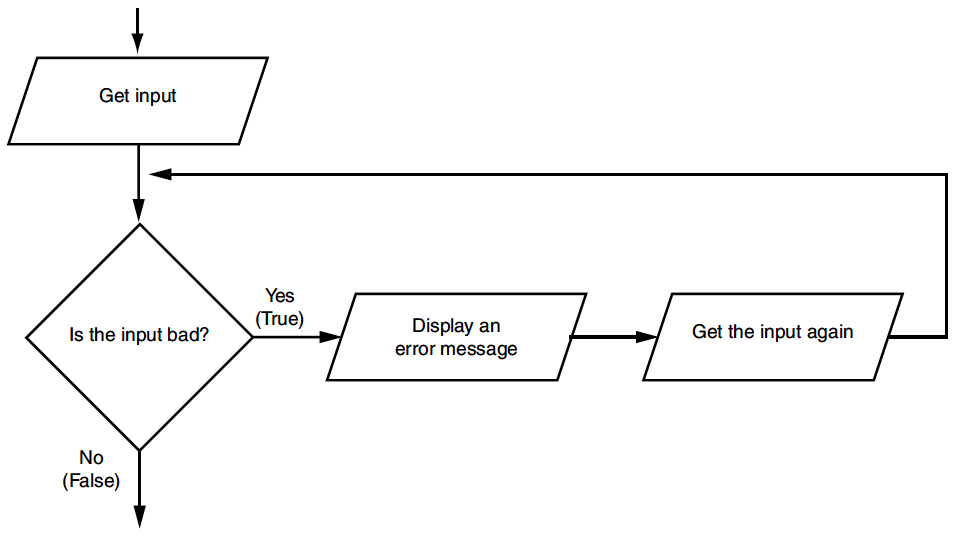 Get input
Is the input bad?
Yes
(True)
Display an
error message
Get the input again
No
(False)